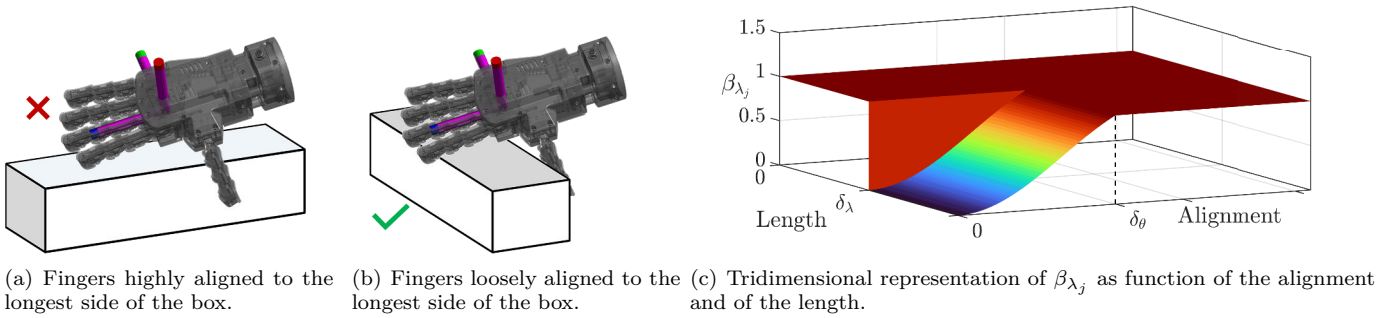 1.5
1
0.5
0
0
β_{λ_j}
Length
δ_λ
0
δ_θ
Alignment
(a) Fingers highly aligned to the
longest side of the box.
(b) Fingers loosely aligned to the
longest side of the box.
(c) Tridimensional representation of β_{λ_j} as function of the alignment
and of the length.